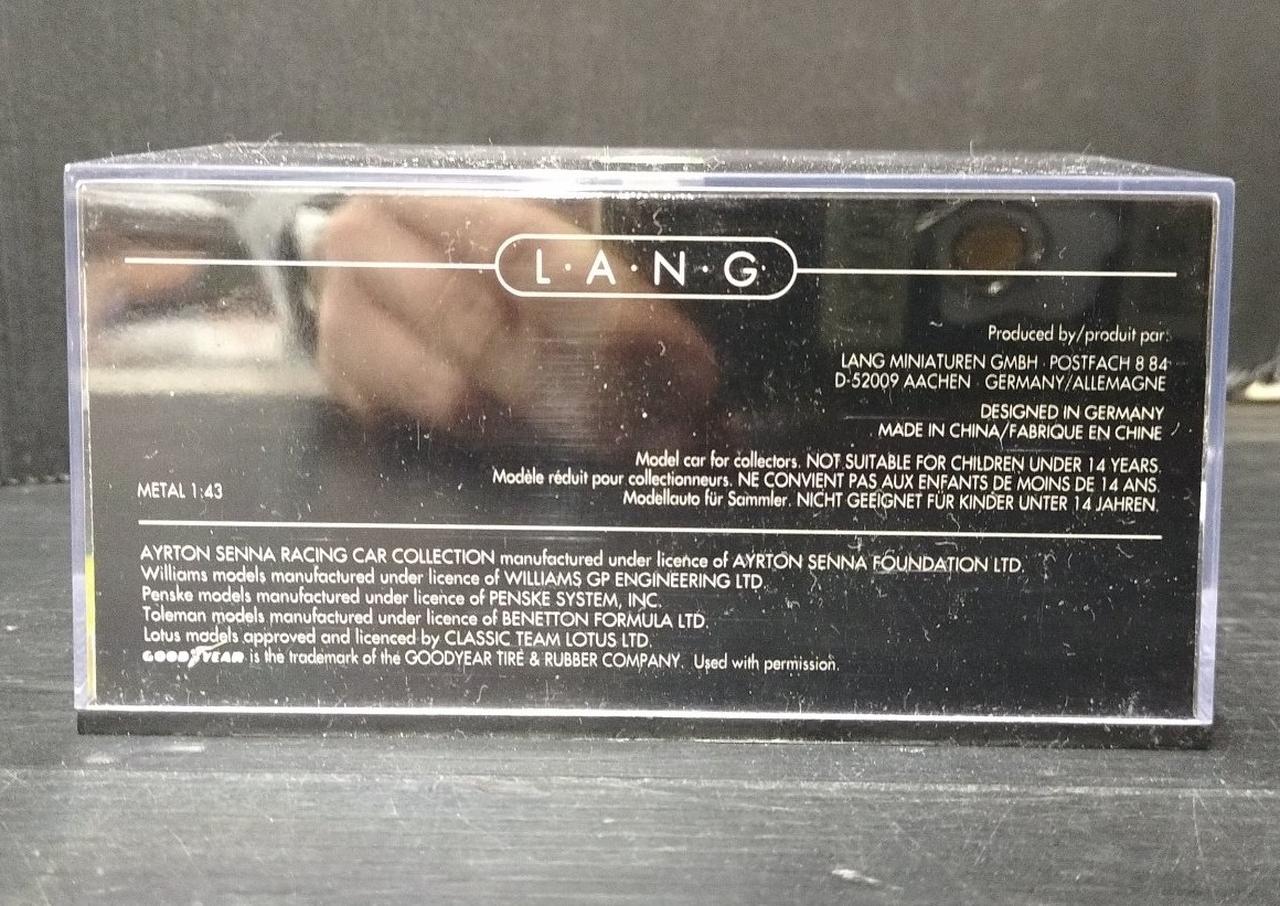 L·A·N·G·
Produced by/produit par:
LANG MINIATUREN GMBH · POSTFACH 8 84
D-52009 AACHEN · GERMANY/ALLEMAGNE
DESIGNED IN GERMANY
MADE IN CHINA/FABRIQUE EN CHINE
Model car for collectors. NOT SUITABLE FOR CHILDREN UNDER 14 YEARS.
Modèle réduit pour collectionneurs. NE CONVIENT PAS AUX ENFANTS DE MOINS DE 14 ANS.
Modellauto für Sammler. NICHT GEEIGNET FÜR KINDER UNTER 14 JAHREN.
METAL 1:43
AYRTON SENNA RACING CAR COLLECTION manufactured under licence of AYRTON SENNA FOUNDATION LTD.
Williams models manufactured under licence of WILLIAMS GP ENGINEERING LTD.
Penske models manufactured under licence of PENSKE SYSTEM, INC.
Toleman models manufactured under licence of BENETTON FORMULA LTD.
Lotus models approved and licenced by CLASSIC TEAM LOTUS LTD.
GOODYEAR is the trademark of the GOODYEAR TIRE & RUBBER COMPANY. Used with permission.